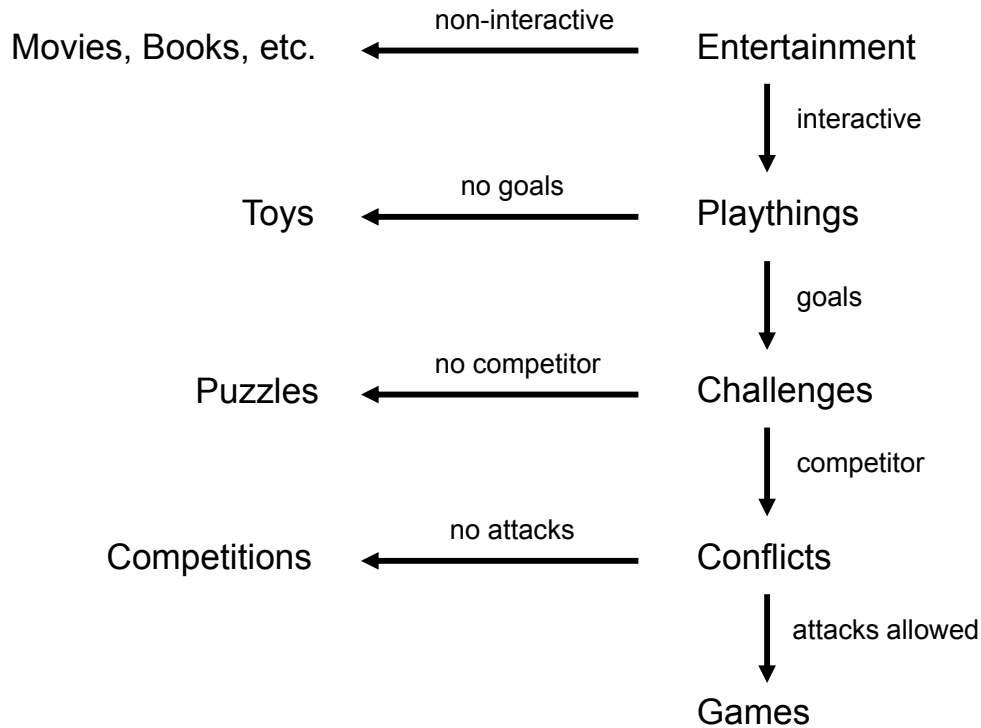 non-interactive
Movies, Books, etc.
Entertainment
interactive
no goals
Toys
Playthings
goals
no competitor
Puzzles
Challenges
competitor
no attacks
Competitions
Conflicts
attacks allowed
Games